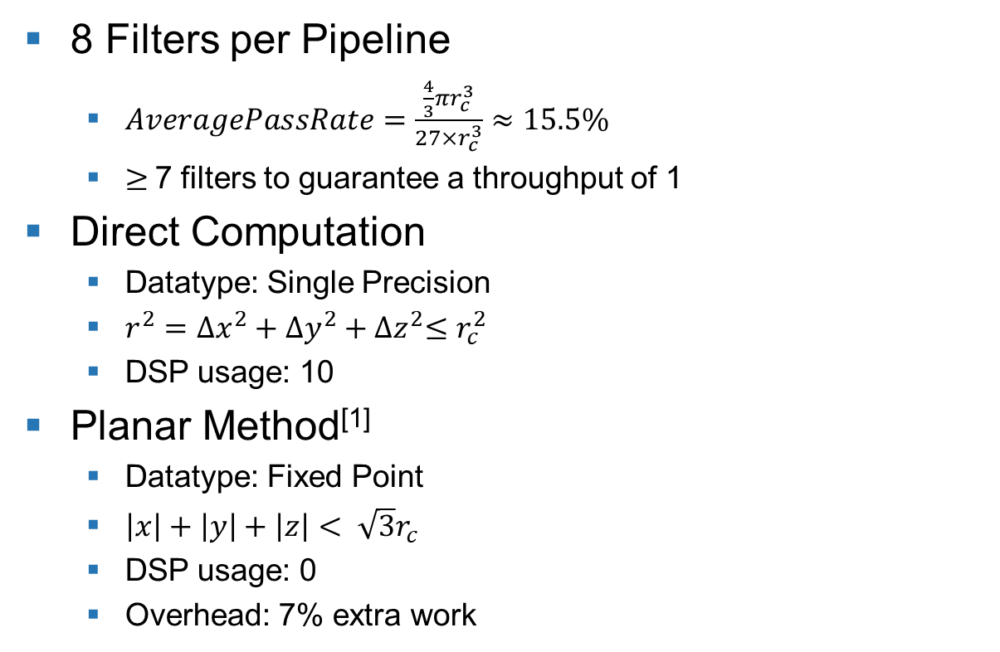 ▪ 8 Filters per Pipeline
▪ $AveragePassRate = \frac{\frac{4}{3}\pi r_c^3}{27 \times r_c^3} \approx 15.5\%$
▪ ≥ 7 filters to guarantee a throughput of 1
▪ Direct Computation
▪ Datatype: Single Precision
▪ $r^2 = \Delta x^2 + \Delta y^2 + \Delta z^2 \leq r_c^2$
▪ DSP usage: 10
▪ Planar Method[1]
▪ Datatype: Fixed Point
▪ $|x| + |y| + |z| < \sqrt{3} r_c$
▪ DSP usage: 0
▪ Overhead: 7% extra work